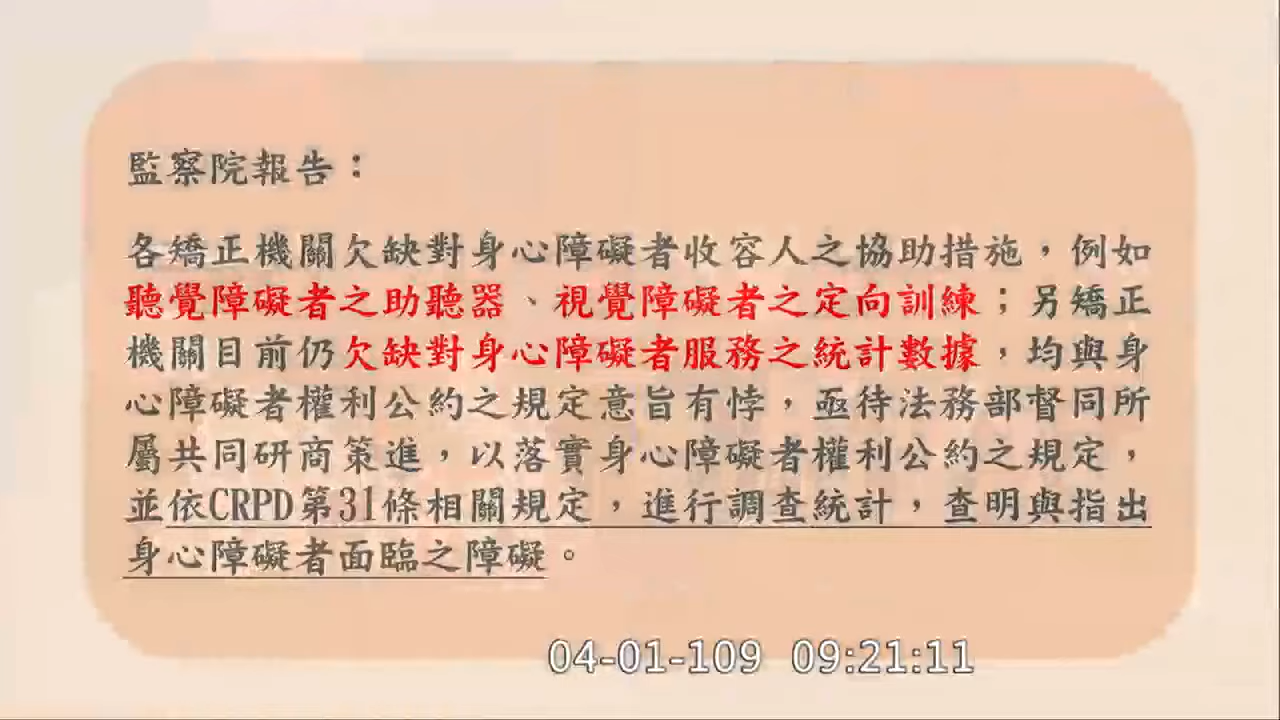 監察院報告：
各矯正機關欠缺對身心障礙者收容人之協助措施，例如
聽覺障礙者之助聽器、視覺障礙者之定向訓練；另矯正
機關目前仍欠缺對身心障礙者服務之統計數據，均與身
心障礙者權利公約之規定意旨有悖，亟待法務部督同所
屬共同研商策進，以落實身心障礙者權利公約之規定，
並依CRPD第31條相關規定，進行調查統計，查明與指出
身心障礙者面臨之障礙。
04-01-109 09:21:11